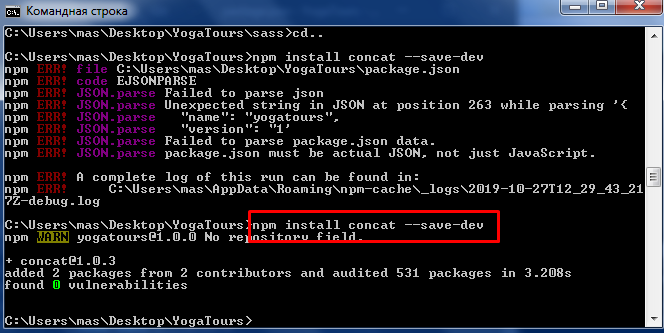 Командная строка
C:\Users\mas\Desktop\YogaTours\sass>cd..
C:\Users\mas\Desktop\YogaTours>npm install concat --save-dev
npm ERR! file C:\Users\mas\Desktop\YogaTours\package.json
npm ERR! code EJSONPARSE
npm ERR! JSON.parse Failed to parse json
npm ERR! JSON.parse Unexpected string in JSON at position 263 while parsing '{
npm ERR! JSON.parse   "name": "yogatours",
npm ERR! JSON.parse   "version": "1'
npm ERR! JSON.parse Failed to parse package.json data.
npm ERR! JSON.parse package.json must be actual JSON, not just JavaScript.
npm ERR! A complete log of this run can be found in:
npm ERR!     C:\Users\mas\AppData\Roaming\npm-cache\_logs\2019-10-27T12_29_43_21
7Z-debug.log
C:\Users\mas\Desktop\YogaTours>npm install concat --save-dev
npm WARN yogatours@1.0.0 No repository field.
+ concat@1.0.3
added 2 packages from 2 contributors and audited 531 packages in 3.208s
found 0 vulnerabilities
C:\Users\mas\Desktop\YogaTours>